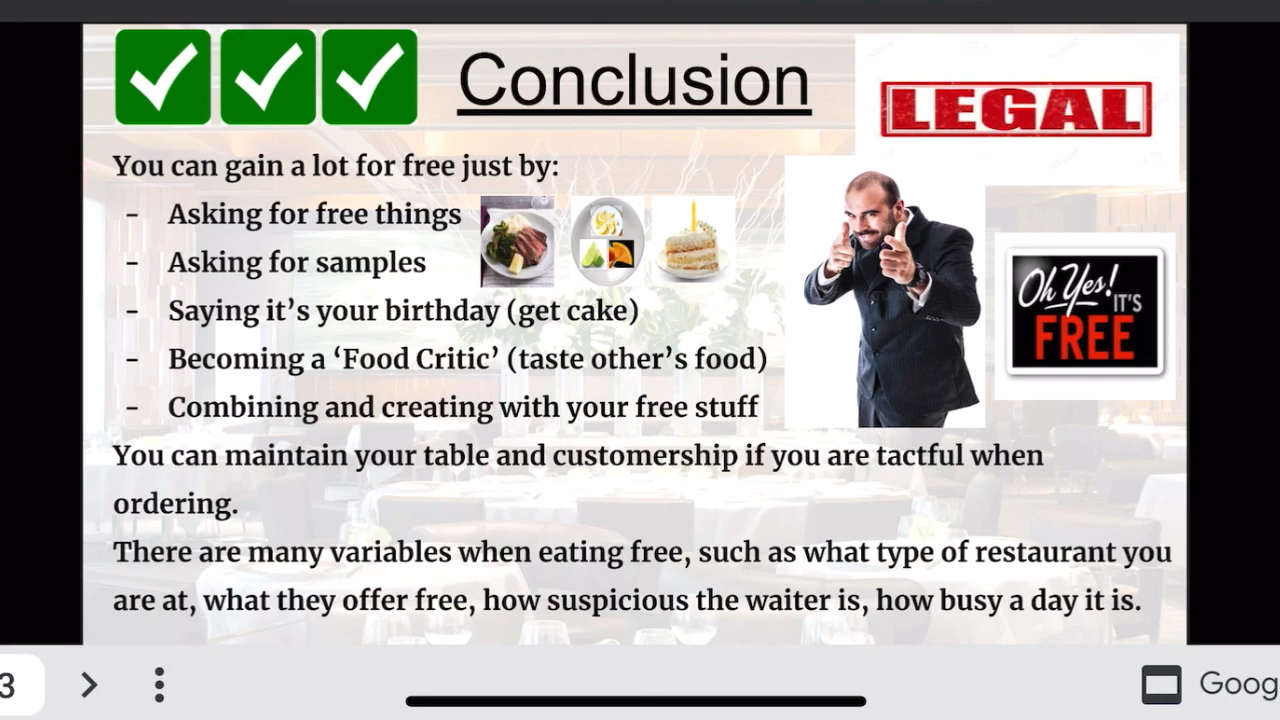 Conclusion
LEGAL
You can gain a lot for free just by:
- Asking for free things
- Asking for samples
- Saying it’s your birthday (get cake)
- Becoming a ‘Food Critic’ (taste other’s food)
- Combining and creating with your free stuff
Oh Yes!
IT'S
FREE
You can maintain your table and customership if you are tactful when
ordering.
There are many variables when eating free, such as what type of restaurant you
are at, what they offer free, how suspicious the waiter is, how busy a day it is.
3
Goog